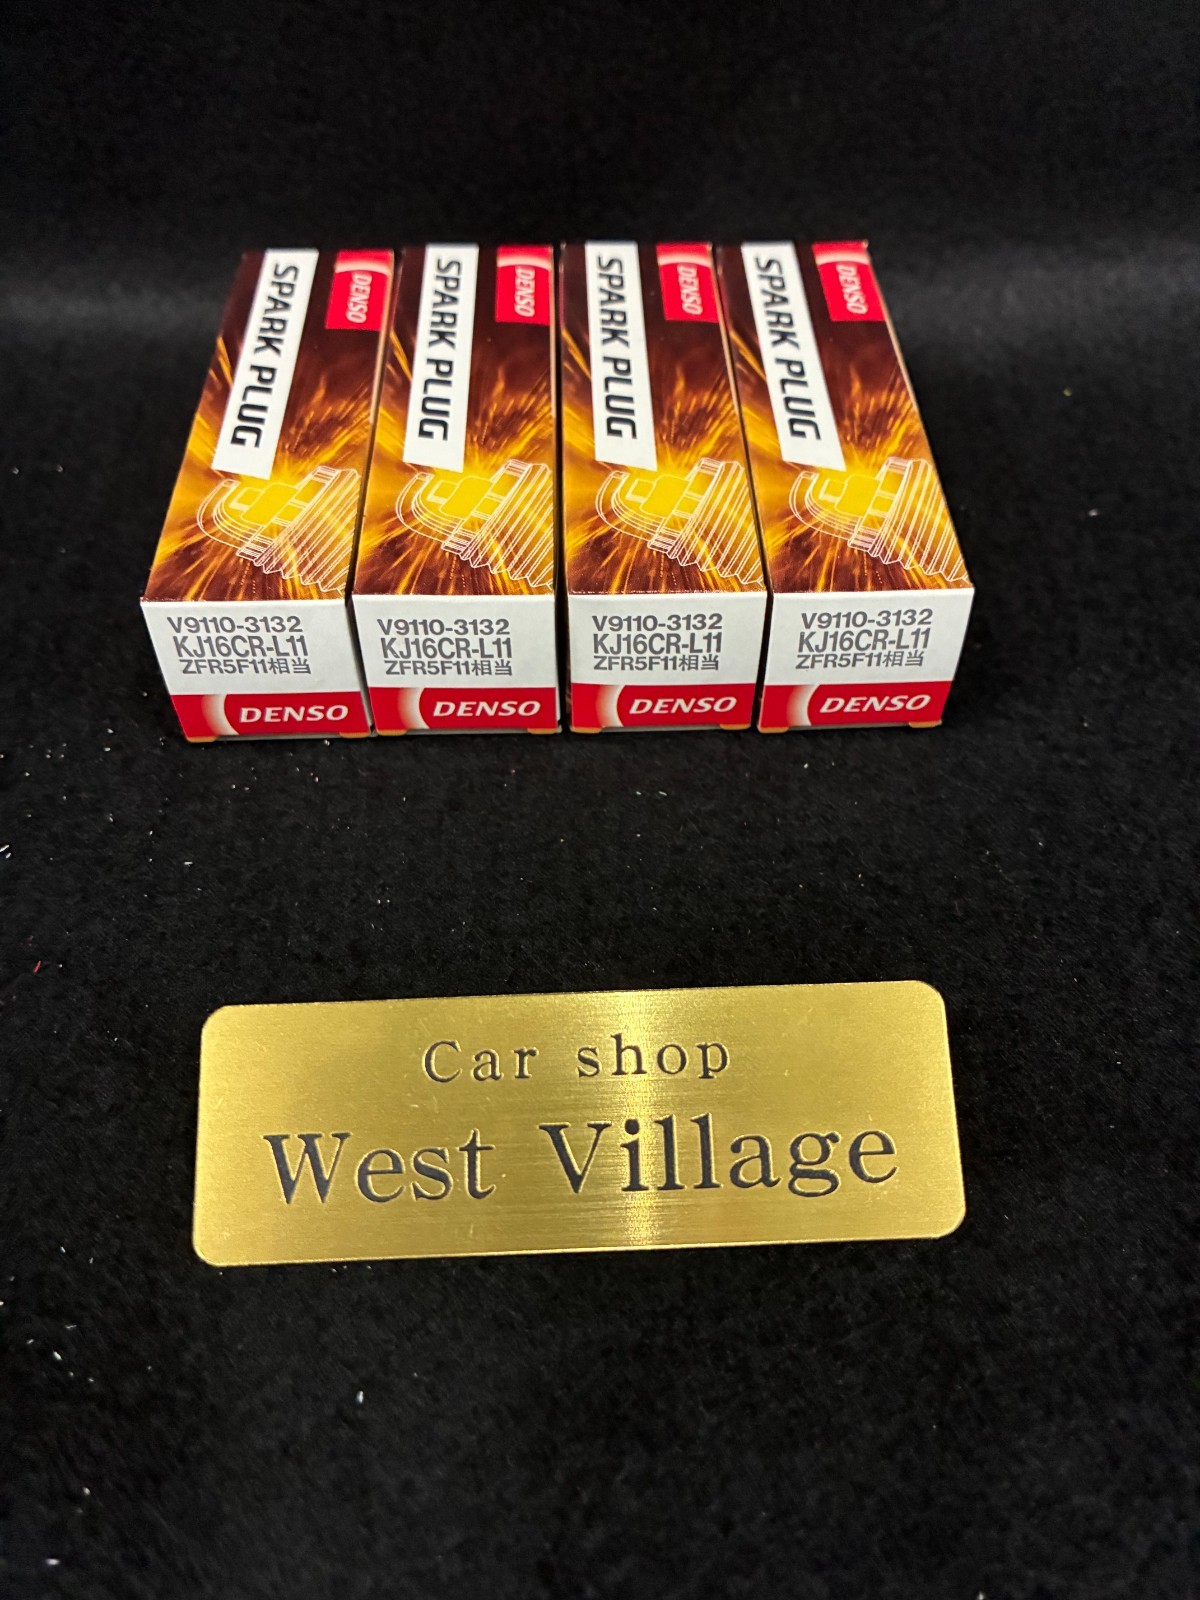 SPARK PLUG
DENSO
SPARK PLUG
DENSO
SPARK PLUG
DENSO
SPARK PLUG
DENSO
V9110-3132
KJ16CR-L11
ZFR5F11相当
DENSO
V9110-3132
KJ16CR-L11
ZFR5F11相当
DENSO
V9110-3132
KJ16CR-L11
ZFR5F11相当
DENSO
V9110-3132
KJ16CR-L11
ZFR5F11相当
DENSO
Car shop
West Village